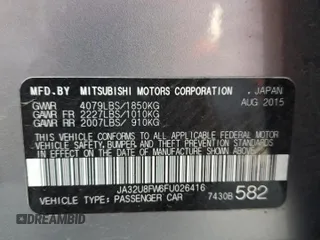 MFD.BY MITSUBISHI MOTORS CORPORATION, JAPAN
GVWR 4079LBS/1850KG AUG 2015
GAWR FR 2227LBS/1010KG
GAWR RR 2007LBS/ 910KG
THIS VEHICLE CONFORMS TO ALL APPLICABLE FEDERAL MOTOR
VEHICLE SAFETY, BUMPER, AND THEFT PREVENTION STANDARDS
IN EFFECT ON THE DATE OF MANUFACTURE SHOWN ABOVE.
JA32U8FW6FU026416
VEHICLE TYPE: PASSENGER CAR 7430B 582
DREAMBID